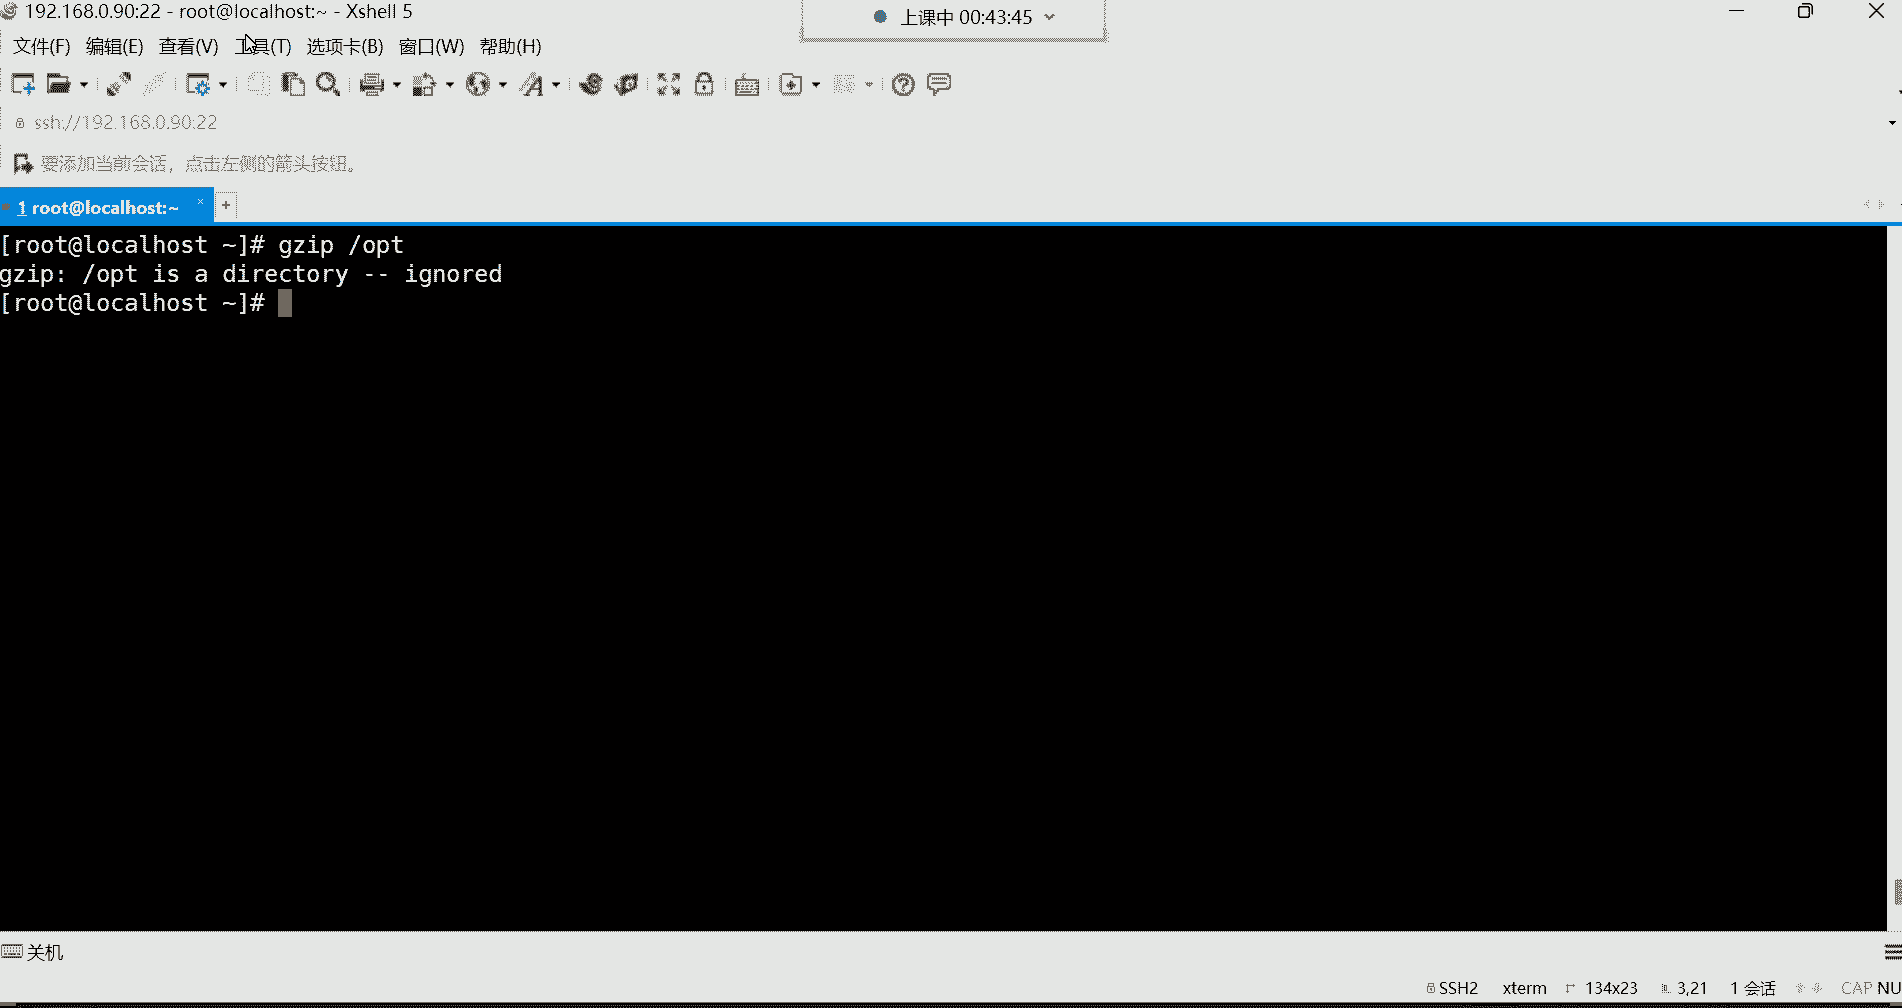 192.168.0.90:22 - root@localhost:~ - Xshell 5
上课中 00:43:45
文件(F) 编辑(E) 查看(V) 工具(T) 选项卡(B) 窗口(W) 帮助(H)
ssh://192.168.0.90:22
要添加当前会话，点击左侧的箭头按钮。
1 root@localhost:~ × +
[root@localhost ~]# gzip /opt
gzip: /opt is a directory -- ignored
[root@localhost ~]#
关机
SSH2 xterm 134x23 3,21 1 会话 CAP NU